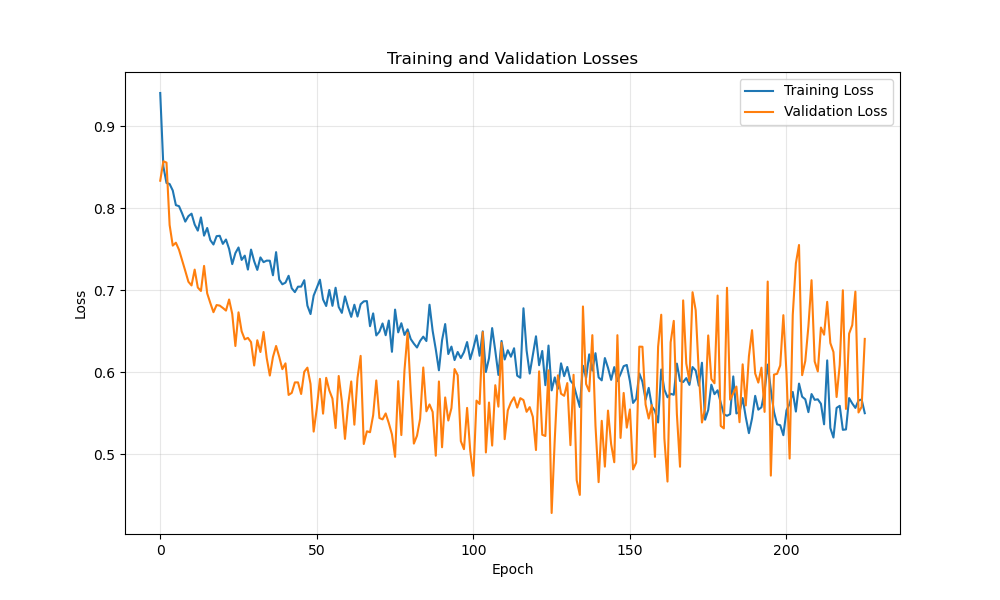 Training and Validation Losses
Training Loss
Validation Loss
Loss
0.9
0.8
0.7
0.6
0.5
0 50 100 150 200
Epoch